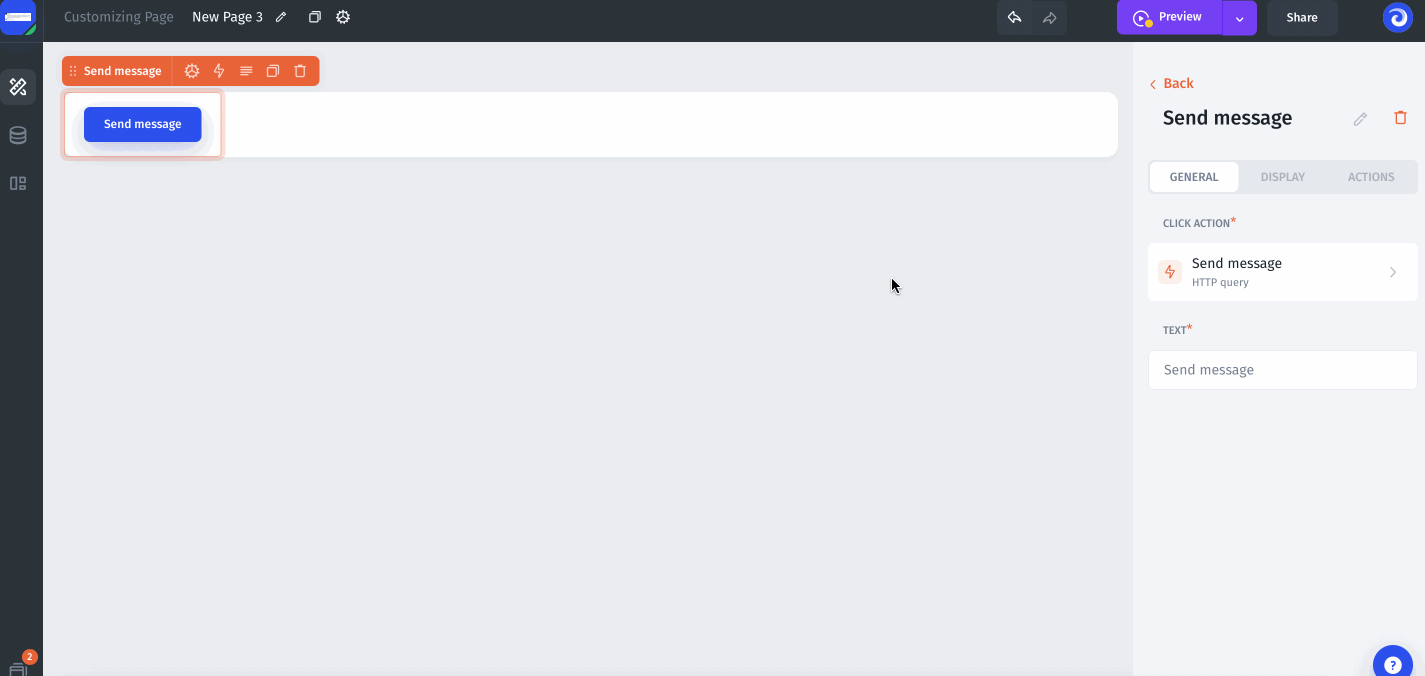 Customizing Page New Page 3 Preview Share
Send message
Send message
Back
Send message
GENERAL DISPLAY ACTIONS
CLICK ACTION*
Send message
HTTP query
TEXT*
Send message
2
?